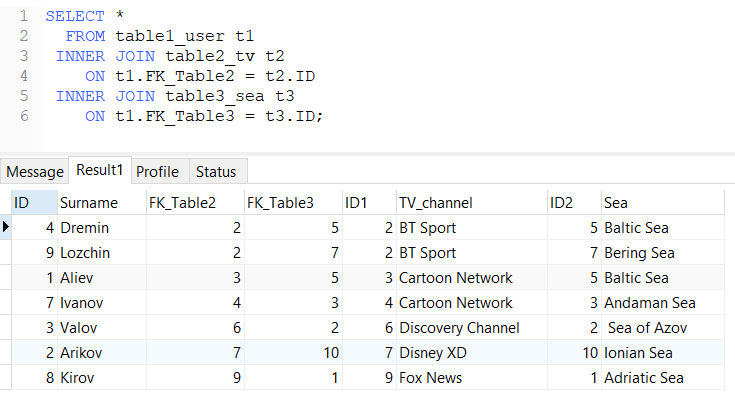 1 SELECT *
2 FROM table1_user t1
3 INNER JOIN table2_tv t2
4 ON t1.FK_Table2 = t2.ID
5 INNER JOIN table3_sea t3
6 ON t1.FK_Table3 = t3.ID;
Message Result1 Profile Status
ID Surname FK_Table2 FK_Table3 ID1 TV_channel ID2 Sea
4 Dremin 2 5 2 BT Sport 5 Baltic Sea
9 Lozchin 2 7 2 BT Sport 7 Bering Sea
1 Aliev 3 5 3 Cartoon Network 5 Baltic Sea
7 Ivanov 4 3 4 Cartoon Network 3 Andaman Sea
3 Valov 6 2 6 Discovery Channel 2 Sea of Azov
2 Arikov 7 10 7 Disney XD 10 Ionian Sea
8 Kirov 9 1 9 Fox News 1 Adriatic Sea